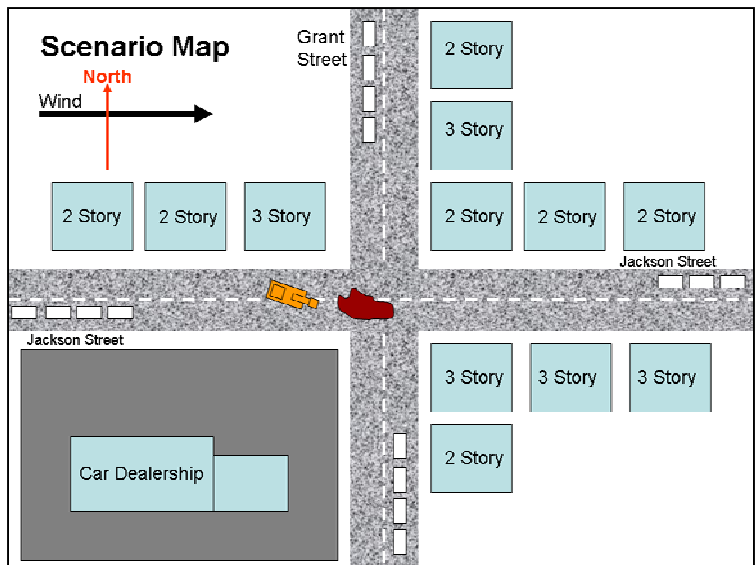 Scenario Map
North
Wind
Grant
Street
2 Story
3 Story
2 Story
2 Story
3 Story
2 Story
2 Story
2 Story
Jackson Street
Jackson Street
Car Dealership
3 Story
3 Story
3 Story
2 Story